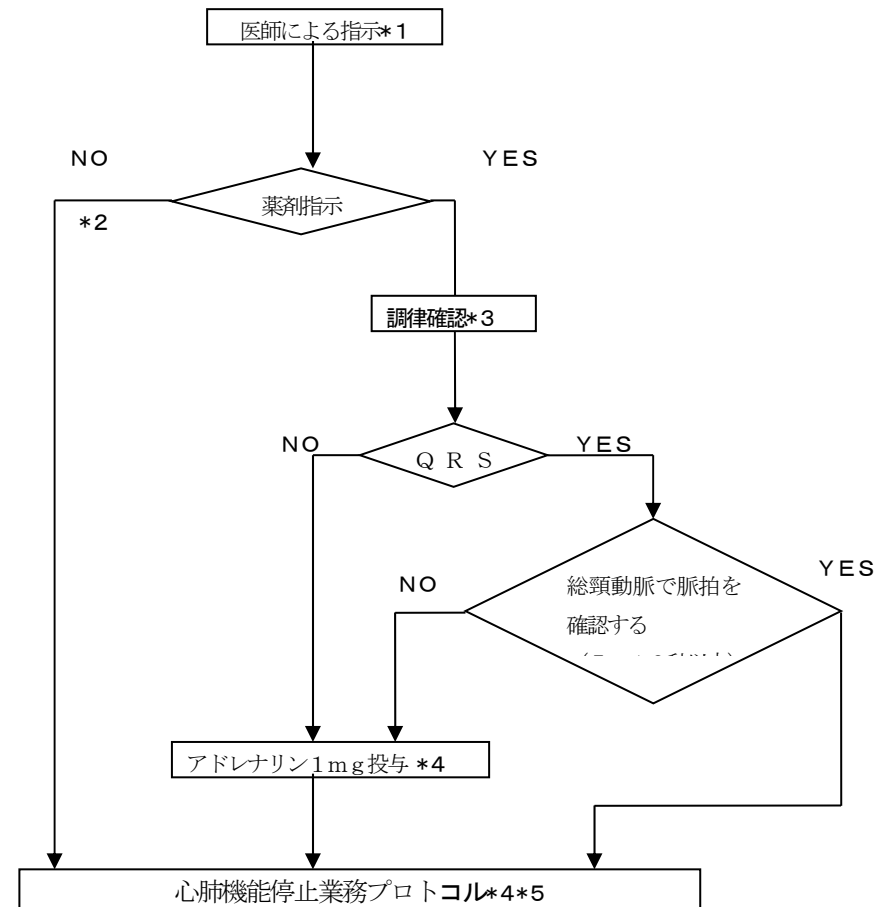 医師による指示*1
NO
YES
薬剤指示
*2
調律確認*3
NO
YES
QRS
YES
NO
総頸動脈で脈拍を
確認する
アドレナリン1mg投与 *4
心肺機能停止業務プロトコル*4*5